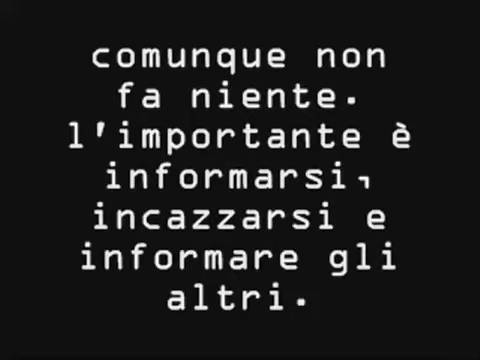 comunque non
fa niente.
l'importante è
informarsi,
incazzarsi e
informare gli
altri.